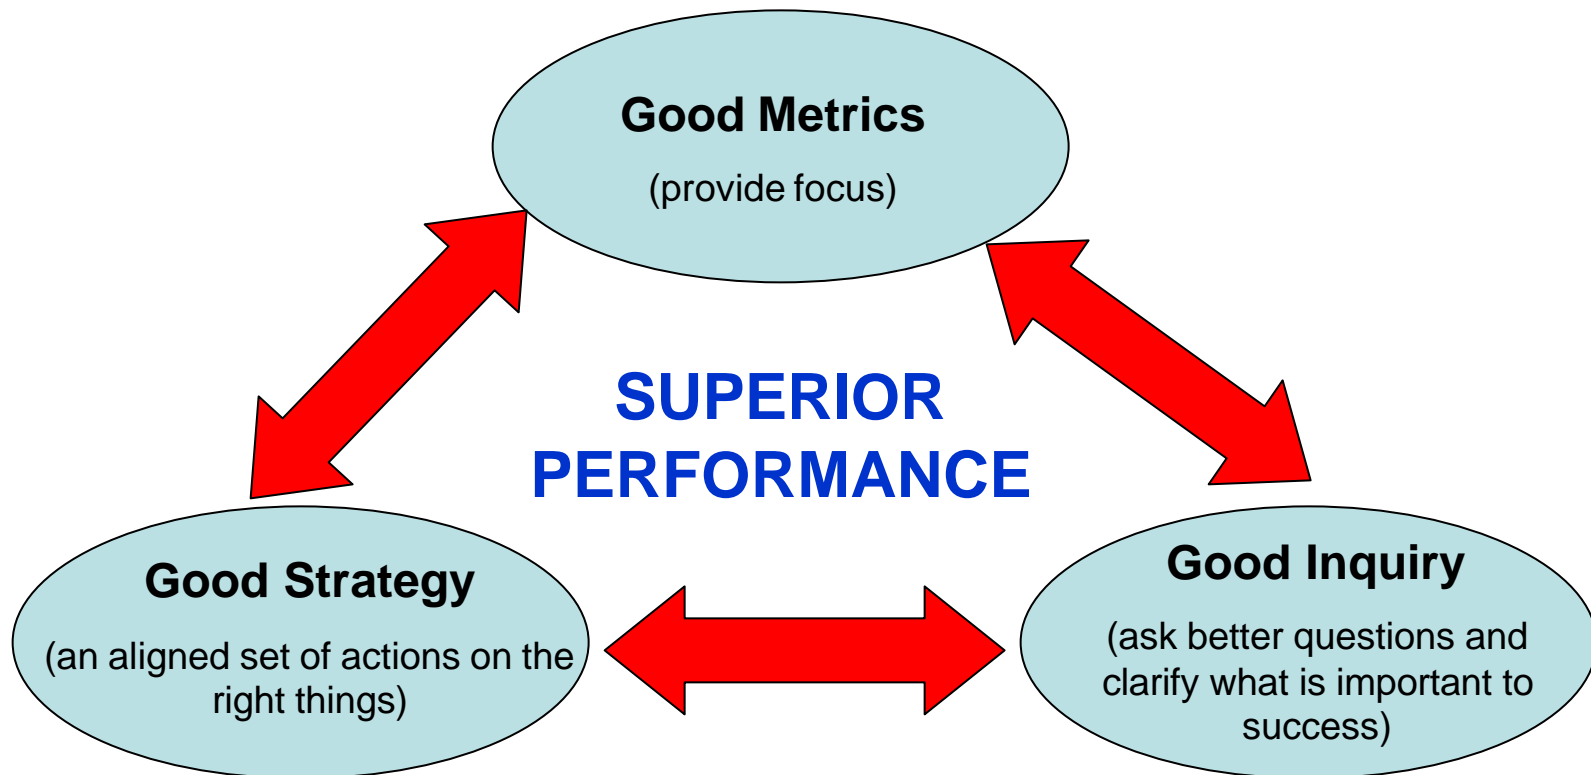 Good Metrics
(provide focus)
SUPERIOR
PERFORMANCE
Good Strategy
(an aligned set of actions on the
right things)
Good Inquiry
(ask better questions and
clarify what is important to
success)